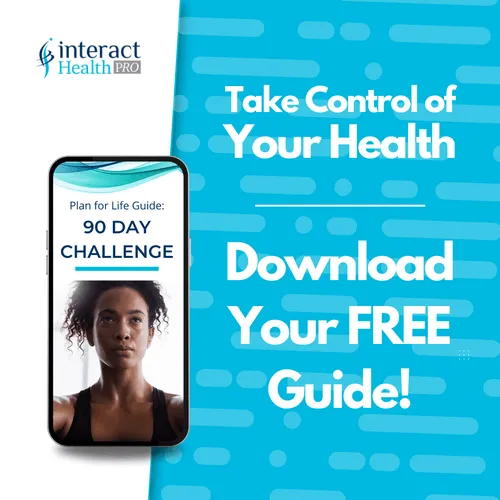 interact
Health PRO
Take Control of
Your Health
Plan for Life Guide:
90 DAY
CHALLENGE
Download
Your FREE
Guide!